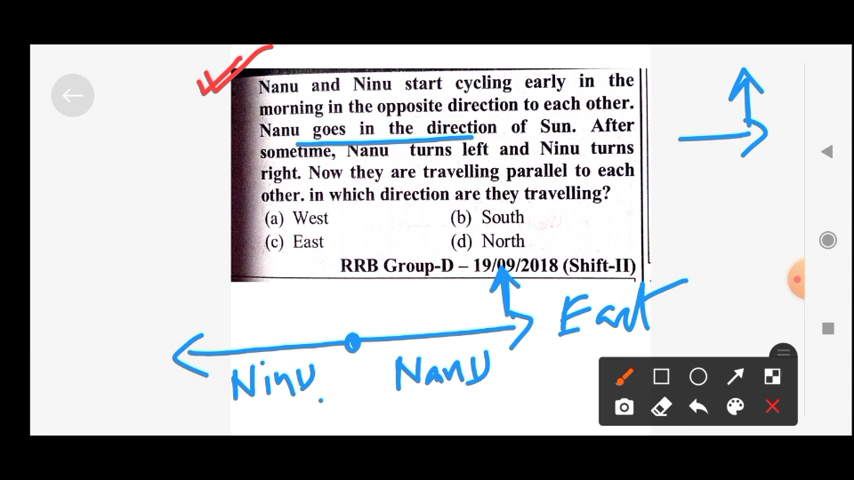 Nanu and Ninu start cycling early in the
morning in the opposite direction to each other.
Nanu goes in the direction of Sun. After
sometime, Nanu turns left and Ninu turns
right. Now they are travelling parallel to each
other. in which direction are they travelling?
(a) West (b) South
(c) East (d) North
RRB Group-D – 19/09/2018 (Shift-II)
East
Ninu. Nanu